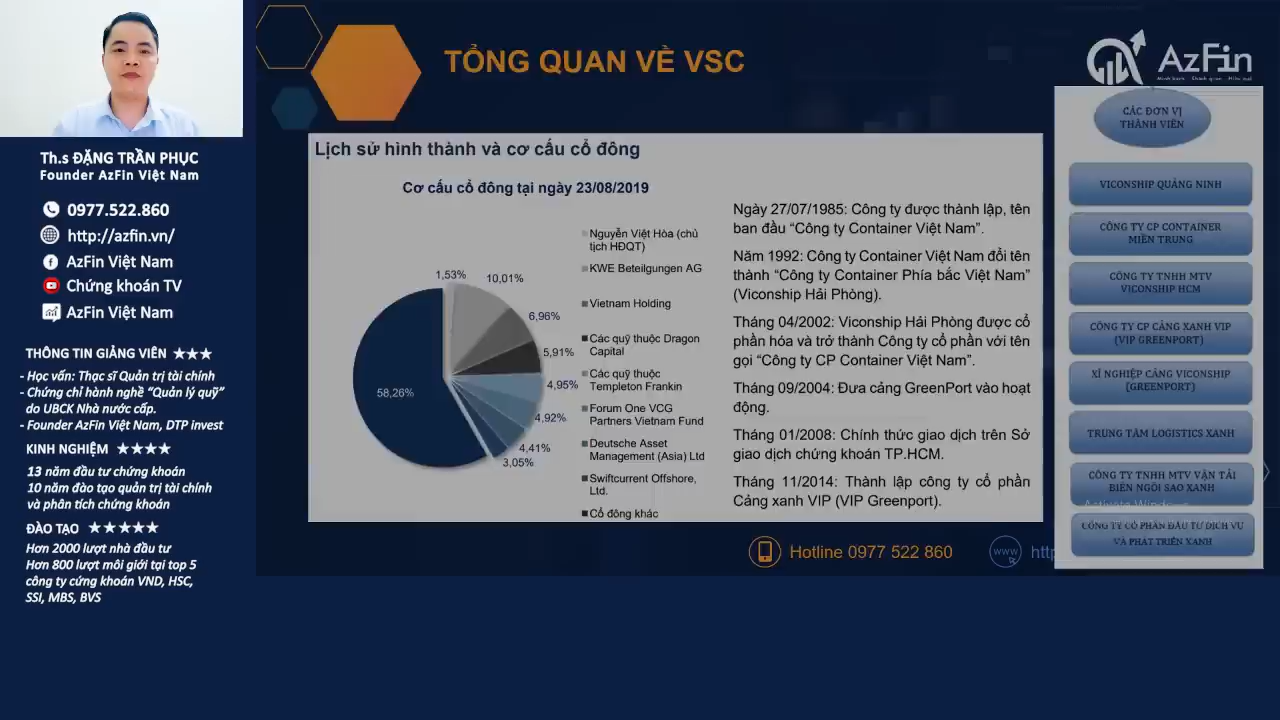 Th.s ĐẶNG TRẦN PHỤC
Founder AzFin Việt Nam
0977.522.860
http://azfin.vn/
AzFin Việt Nam
Chứng khoán TV
AzFin Việt Nam
THÔNG TIN GIẢNG VIÊN ★★★
- Học vấn: Thạc sĩ Quản trị tài chính
- Chứng chỉ hành nghề “Quản lý quỹ”
do UBCK Nhà nước cấp.
- Founder AzFin Việt Nam, DTP invest
KINH NGHIỆM ★★★★
13 năm đầu tư chứng khoán
10 năm đào tạo quản trị tài chính
và phân tích chứng khoán
ĐÀO TẠO ★★★★★
Hơn 2000 lượt nhà đầu tư
Hơn 800 lượt môi giới tại top 5
công ty cứng khoán VND, HSC,
SSI, MBS, BVS
TỔNG QUAN VỀ VSC
AzFin
Lịch sử hình thành và cơ cấu cổ đông
Cơ cấu cổ đông tại ngày 23/08/2019
1,53%
10,01%
6,96%
5,91%
4,95%
4,92%
4,41%
3,05%
58,26%
Nguyễn Việt Hòa (chủ
tịch HĐQT)
KWE Beteilgungen AG
Vietnam Holding
Các quỹ thuộc Dragon
Capital
Các quỹ thuộc
Templeton Frankin
Forum One VCG
Partners Vietnam Fund
Deutsche Asset
Management (Asia) Ltd
Swiftcurrent Offshore,
Ltd.
Cổ đông khác
Ngày 27/07/1985: Công ty được thành lập, tên
ban đầu “Công ty Container Việt Nam”.
Năm 1992: Công ty Container Việt Nam đổi tên
thành “Công ty Container Phía bắc Việt Nam”
(Viconship Hải Phòng).
Tháng 04/2002: Viconship Hải Phòng được cổ
phần hóa và trở thành Công ty cổ phần với tên
gọi “Công ty CP Container Việt Nam”.
Tháng 09/2004: Đưa cảng GreenPort vào hoạt
động.
Tháng 01/2008: Chính thức giao dịch trên Sở
giao dịch chứng khoán TP.HCM.
Tháng 11/2014: Thành lập công ty cổ phần
Cảng xanh VIP (VIP Greenport).
CÁC ĐƠN VỊ
THÀNH VIÊN
VICONSHIP QUẢNG NINH
CÔNG TY CP CONTAINER
MIỀN TRUNG
CÔNG TY TNHH MTV
VICONSHIP HCM
CÔNG TY CP CẢNG XANH VIP
(VIP GREENPORT)
XÍ NGHIỆP CẢNG VICONSHIP
(GREENPORT)
TRUNG TÂM LOGISTICS XANH
CÔNG TY TNHH MTV VẬN TẢI
BIỂN NGÔI SAO XANH
Activate Windows
CÔNG TY CỔ PHẦN ĐẦU TƯ DỊCH VỤ
VÀ PHÁT TRIỂN XANH
Hotline 0977 522 860
www
http